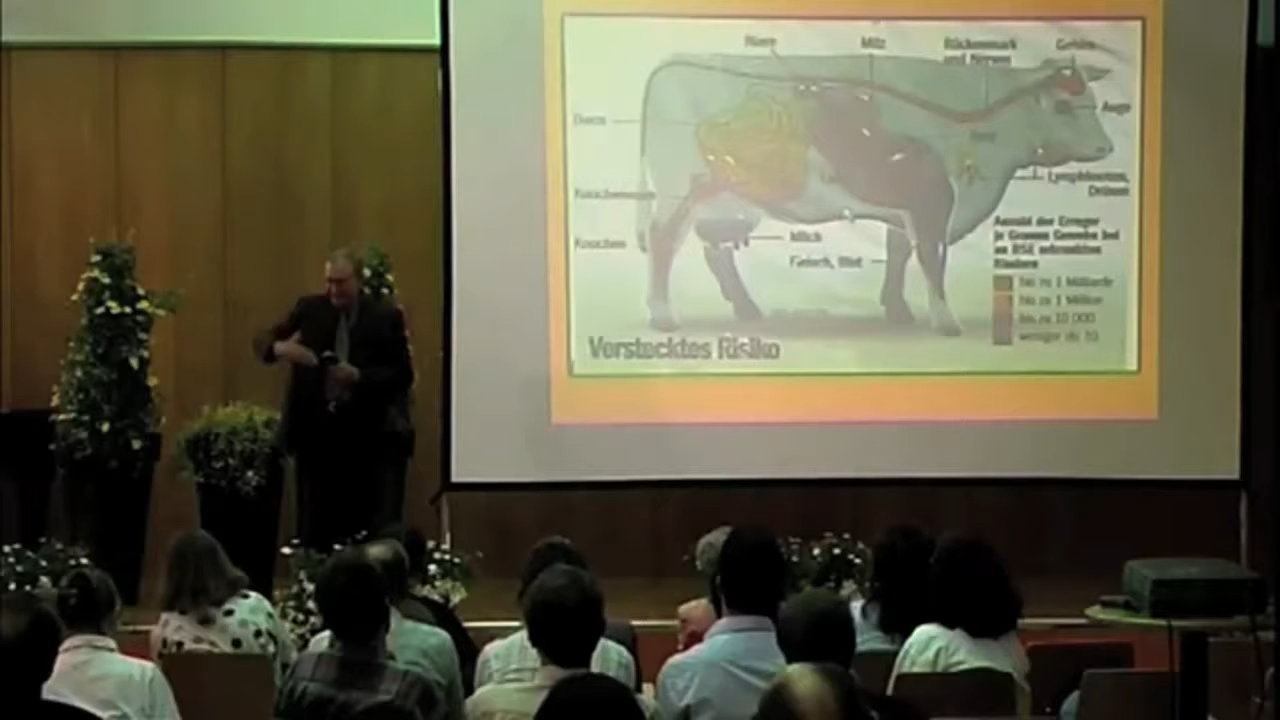 Niere
Milz
Rückenmark
und Nerven
Gehirn
Auge
Darm
Lymphknoten,
Drüsen
Knochenmark
Knochen
Milch
Fleisch, Blut
Anzahl der Erreger
je Gramm Gewebe bei
an BSE erkrankten
Rindern
bis zu 1 Milliarde
bis zu 1 Million
bis zu 10 000
weniger als 10
Verstecktes Risiko